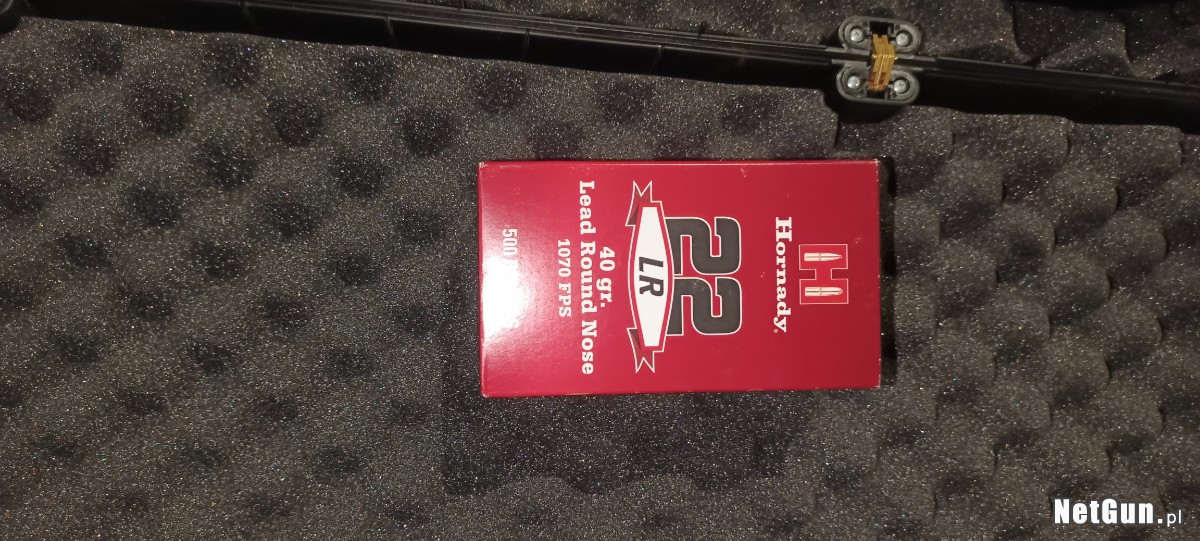 Hornady®
22
LR
40 gr.
Lead Round Nose
1070 FPS
500
NetGun.pl